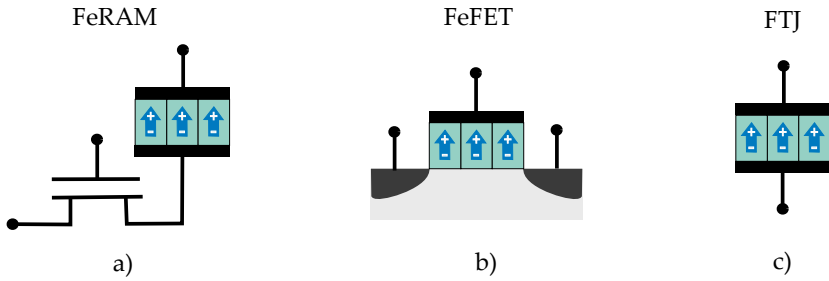 FeRAM
FeFET
FTJ
+ + +
- - -
+ + +
- - -
+ + +
- - -
a)
b)
c)